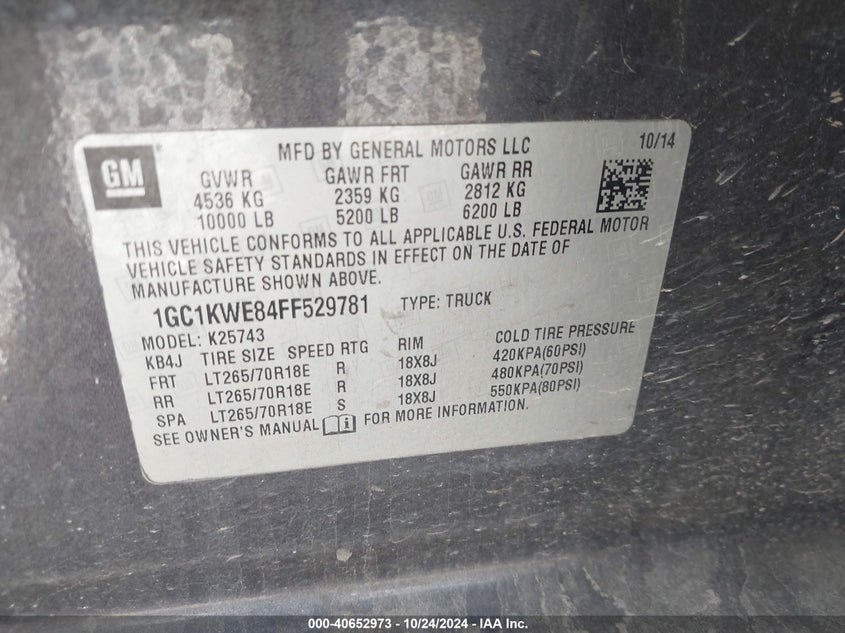 GM
MFD BY GENERAL MOTORS LLC 10/14
GVWR GAWR FRT GAWR RR
4536 KG 2359 KG 2812 KG
10000 LB 5200 LB 6200 LB
THIS VEHICLE CONFORMS TO ALL APPLICABLE U.S. FEDERAL MOTOR
VEHICLE SAFETY STANDARDS IN EFFECT ON THE DATE OF
MANUFACTURE SHOWN ABOVE.
1GC1KWE84FF529781 TYPE: TRUCK
MODEL: K25743
KB4J TIRE SIZE SPEED RTG RIM COLD TIRE PRESSURE
FRT LT265/70R18E R 18X8J 420KPA(60PSI)
RR LT265/70R18E R 18X8J 480KPA(70PSI)
SPA LT265/70R18E S 18X8J 550KPA(80PSI)
SEE OWNER'S MANUAL FOR MORE INFORMATION.
000-40652973 - 10/24/2024 - IAA Inc.